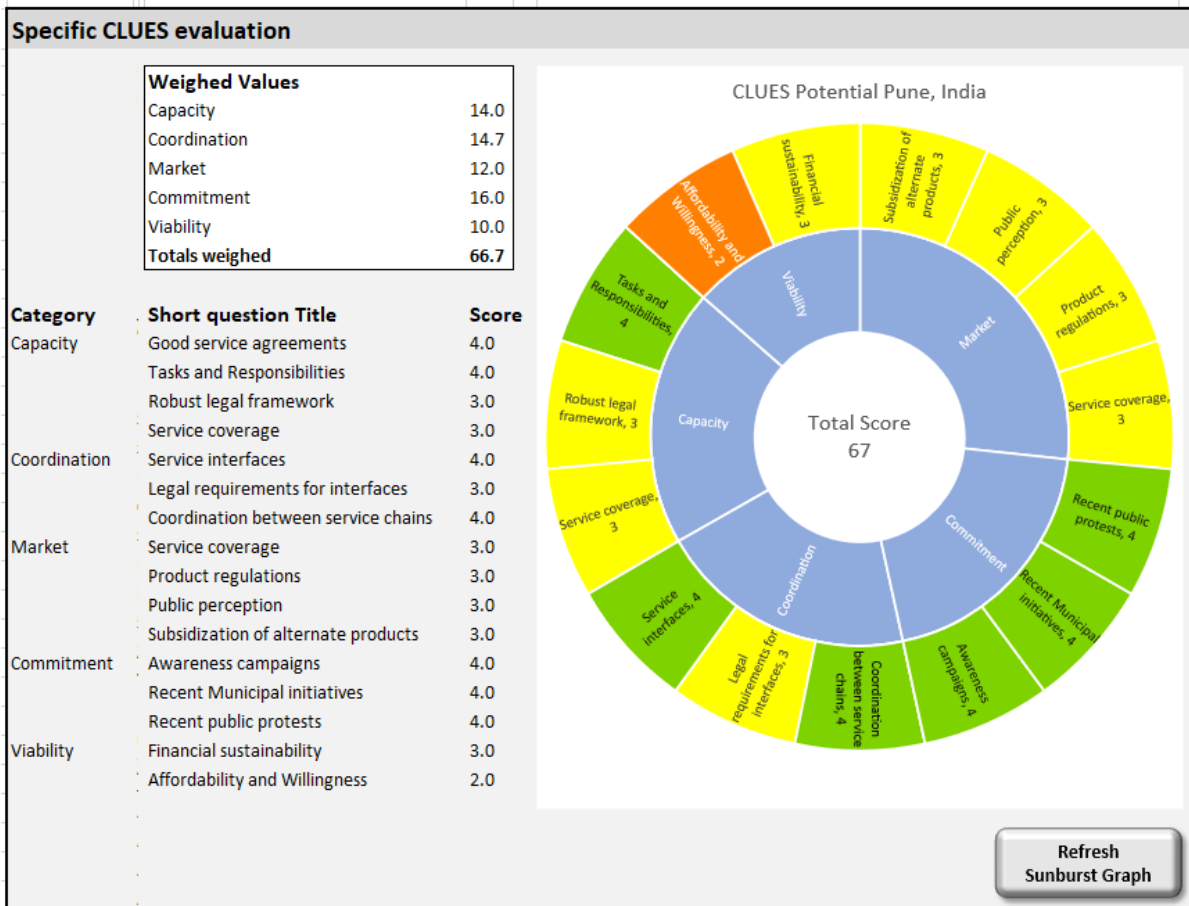 Specific CLUES evaluation
Weighed Values
Capacity 14.0
Coordination 14.7
Market 12.0
Commitment 16.0
Viability 10.0
Totals weighed 66.7
Category Short question Title Score
Capacity Good service agreements 4.0
Tasks and Responsibilities 4.0
Robust legal framework 3.0
Service coverage 3.0
Coordination Service interfaces 4.0
Legal requirements for interfaces 3.0
Coordination between service chains 4.0
Market Service coverage 3.0
Product regulations 3.0
Public perception 3.0
Subsidization of alternate products 3.0
Commitment Awareness campaigns 4.0
Recent Municipal initiatives 4.0
Recent public protests 4.0
Viability Financial sustainability 3.0
Affordability and Willingness 2.0
CLUES Potential Pune, India
Subsidization of
alternate
products, 3
Public
perception, 3
Product
regulations, 3
Service coverage,
3
Recent public
protests, 4
Recent Municipal
initiatives, 4
Awareness
campaigns, 4
Coordination
between service
chains, 4
Legal
requirements for
interfaces, 3
Service
interfaces, 4
Service coverage,
3
Robust legal
framework, 3
Tasks and
Responsibilities,
4
Affordability and
Willingness, 2
Financial
sustainability, 3
Market
Commitment
Coordination
Capacity
Viability
Total Score
67
Refresh
Sunburst Graph